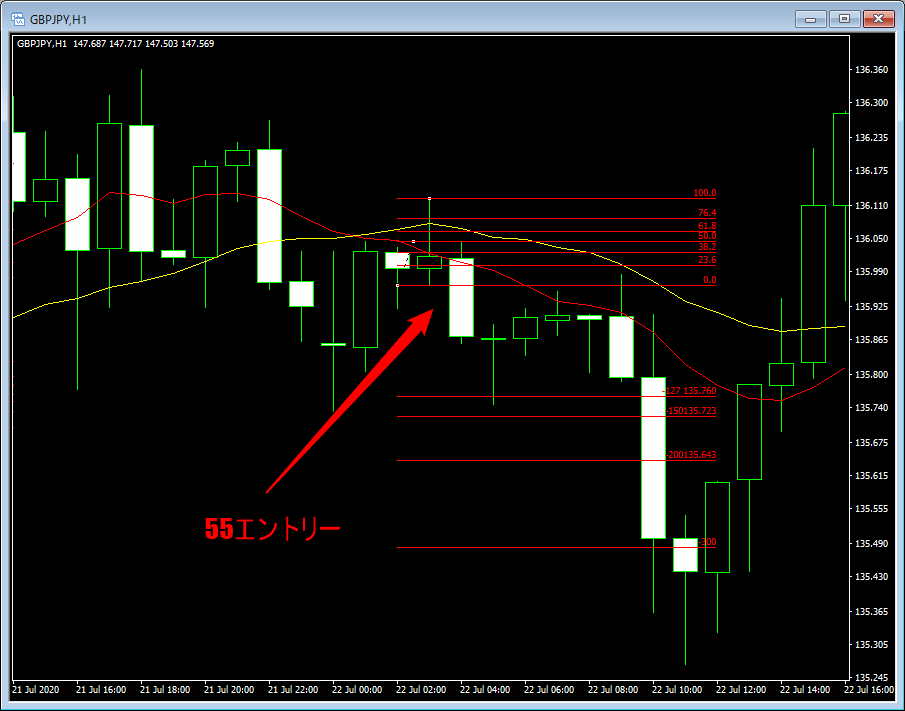 GBPJPY,H1
GBPJPY,H1 147.687 147.717 147.503 147.569
136.360
136.300
136.235
136.175
136.110
136.050
135.990
135.925
135.865
135.800
135.740
135.675
135.615
135.555
135.490
135.430
135.365
135.305
135.245
100.0
76.4
61.8
50.0
38.2
23.6
0.0
-127 135.760
-150135.723
-200135.643
-300
55エントリー
21 Jul 2020
21 Jul 16:00
21 Jul 18:00
21 Jul 20:00
21 Jul 22:00
22 Jul 00:00
22 Jul 02:00
22 Jul 04:00
22 Jul 06:00
22 Jul 08:00
22 Jul 10:00
22 Jul 12:00
22 Jul 14:00
22 Jul 16:00